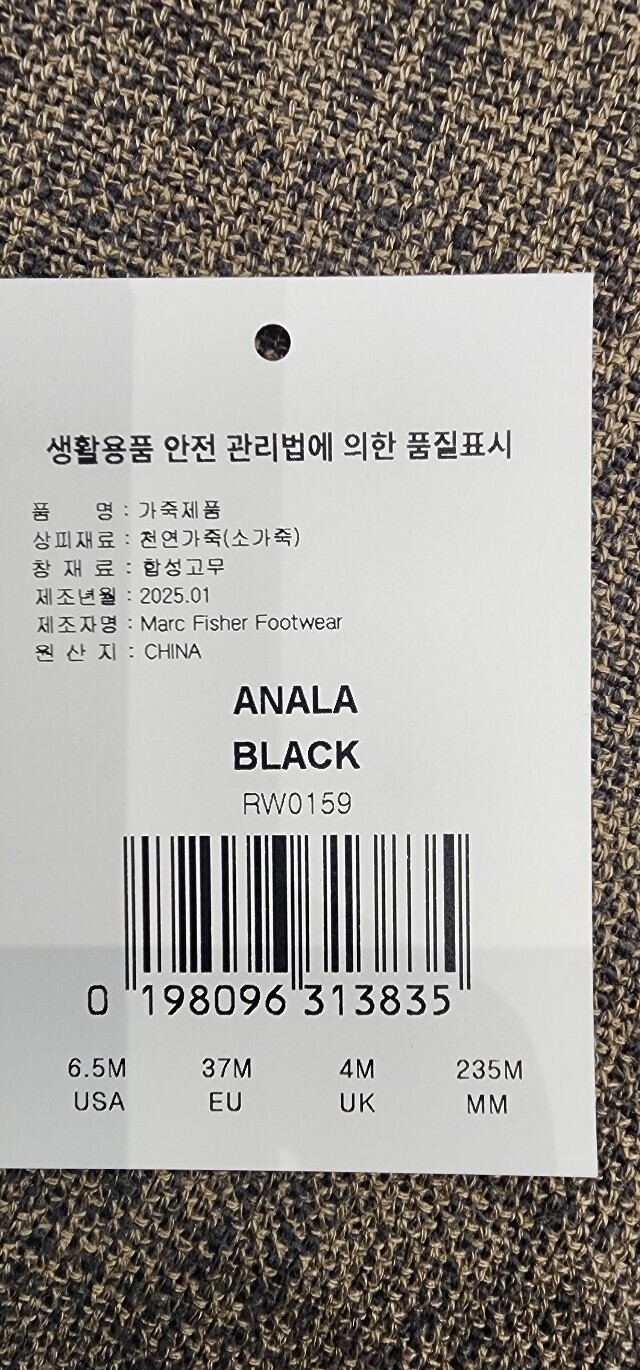 생활용품 안전 관리법에 의한 품질표시
품 명 : 가죽제품
상피재료 : 천연가죽(소가죽)
창 재 료 : 합성고무
제조년월 : 2025.01
제조자명 : Marc Fisher Footwear
원 산 지 : CHINA
ANALA
BLACK
RW0159
0 198096 313835
6.5M 37M 4M 235M
USA EU UK MM